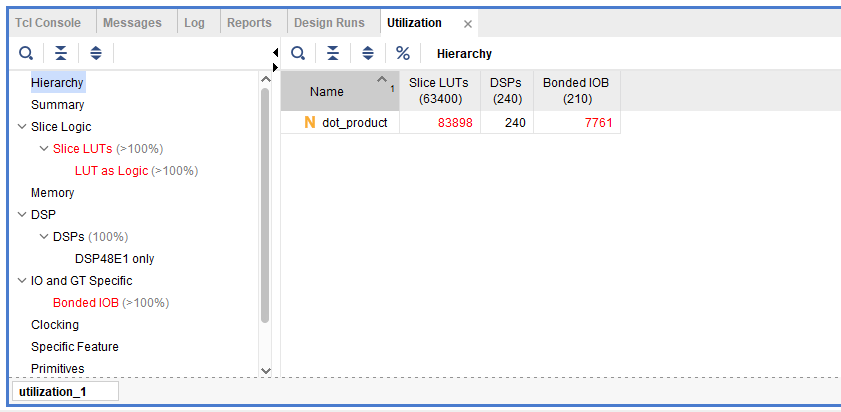 Tcl Console Messages Log Reports Design Runs Utilization ×
Hierarchy
Name 1 Slice LUTs (63400) DSPs (240) Bonded IOB (210)
N dot_product 83898 240 7761
Hierarchy
Summary
Slice Logic
Slice LUTs (>100%)
LUT as Logic (>100%)
Memory
DSP
DSPs (100%)
DSP48E1 only
IO and GT Specific
Bonded IOB (>100%)
Clocking
Specific Feature
Primitives
utilization_1